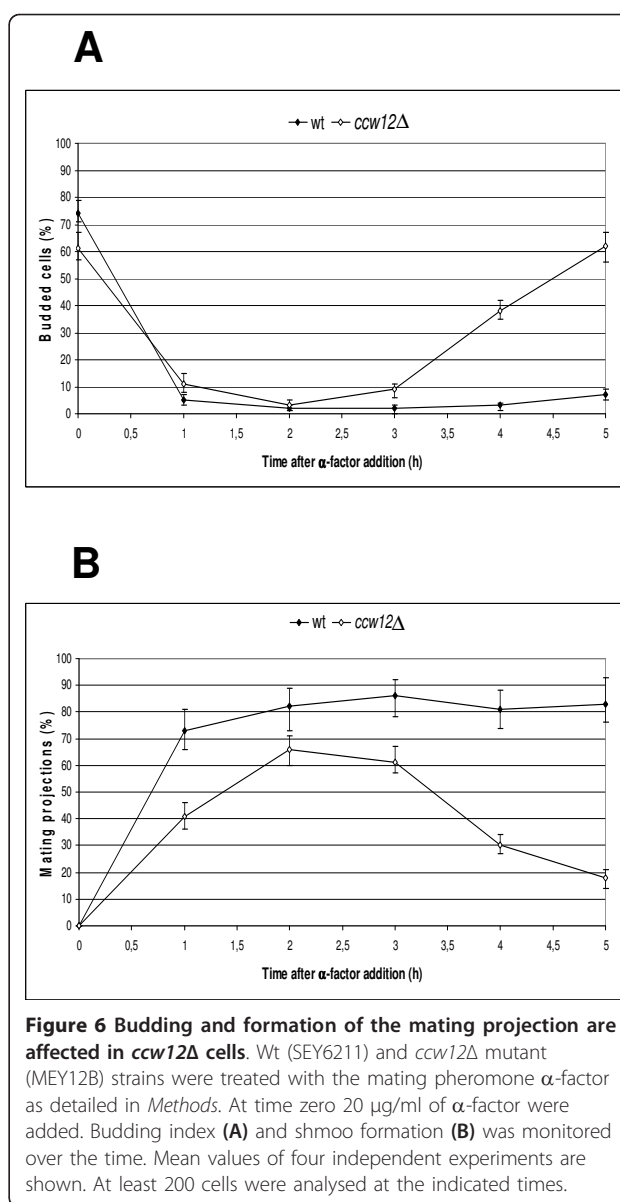 A
wt ccw12Δ
100
90
80
70
60
50
40
30
20
10
0
Budded cells (%)
0 0,5 1 1,5 2 2,5 3 3,5 4 4,5 5
Time after α-factor addition (h)
B
wt ccw12Δ
100
90
80
70
60
50
40
30
20
10
0
Mating projections (%)
0 0,5 1 1,5 2 2,5 3 3,5 4 4,5 5
Time after α-factor addition (h)
Figure 6 Budding and formation of the mating projection are
affected in ccw12Δ cells. Wt (SEY6211) and ccw12Δ mutant
(MEY12B) strains were treated with the mating pheromone α-factor
as detailed in Methods. At time zero 20 μg/ml of α-factor were
added. Budding index (A) and shmoo formation (B) was monitored
over the time. Mean values of four independent experiments are
shown. At least 200 cells were analysed at the indicated times.